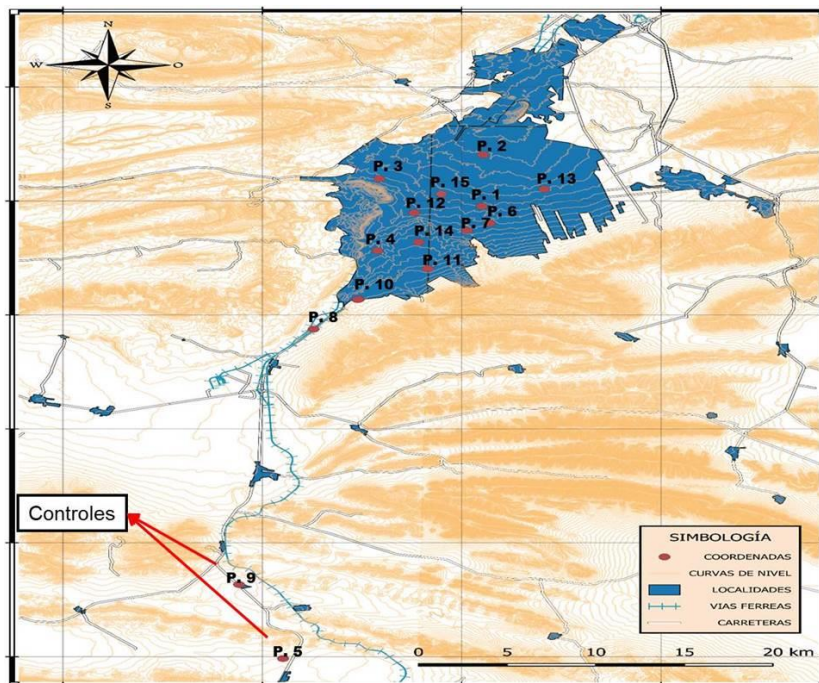 N
W
O
S
P. 2
P. 3
P. 15
P. 13
P. 12
P. 1
P. 6
P. 7
P. 14
P. 4
P. 11
P. 10
P. 8
Controles
P. 9
P. 5
SIMBOLOGÍA
COORDENADAS
CURVAS DE NIVEL
LOCALIDADES
VIAS FERREAS
CARRETERAS
0 5 10 15 20 km